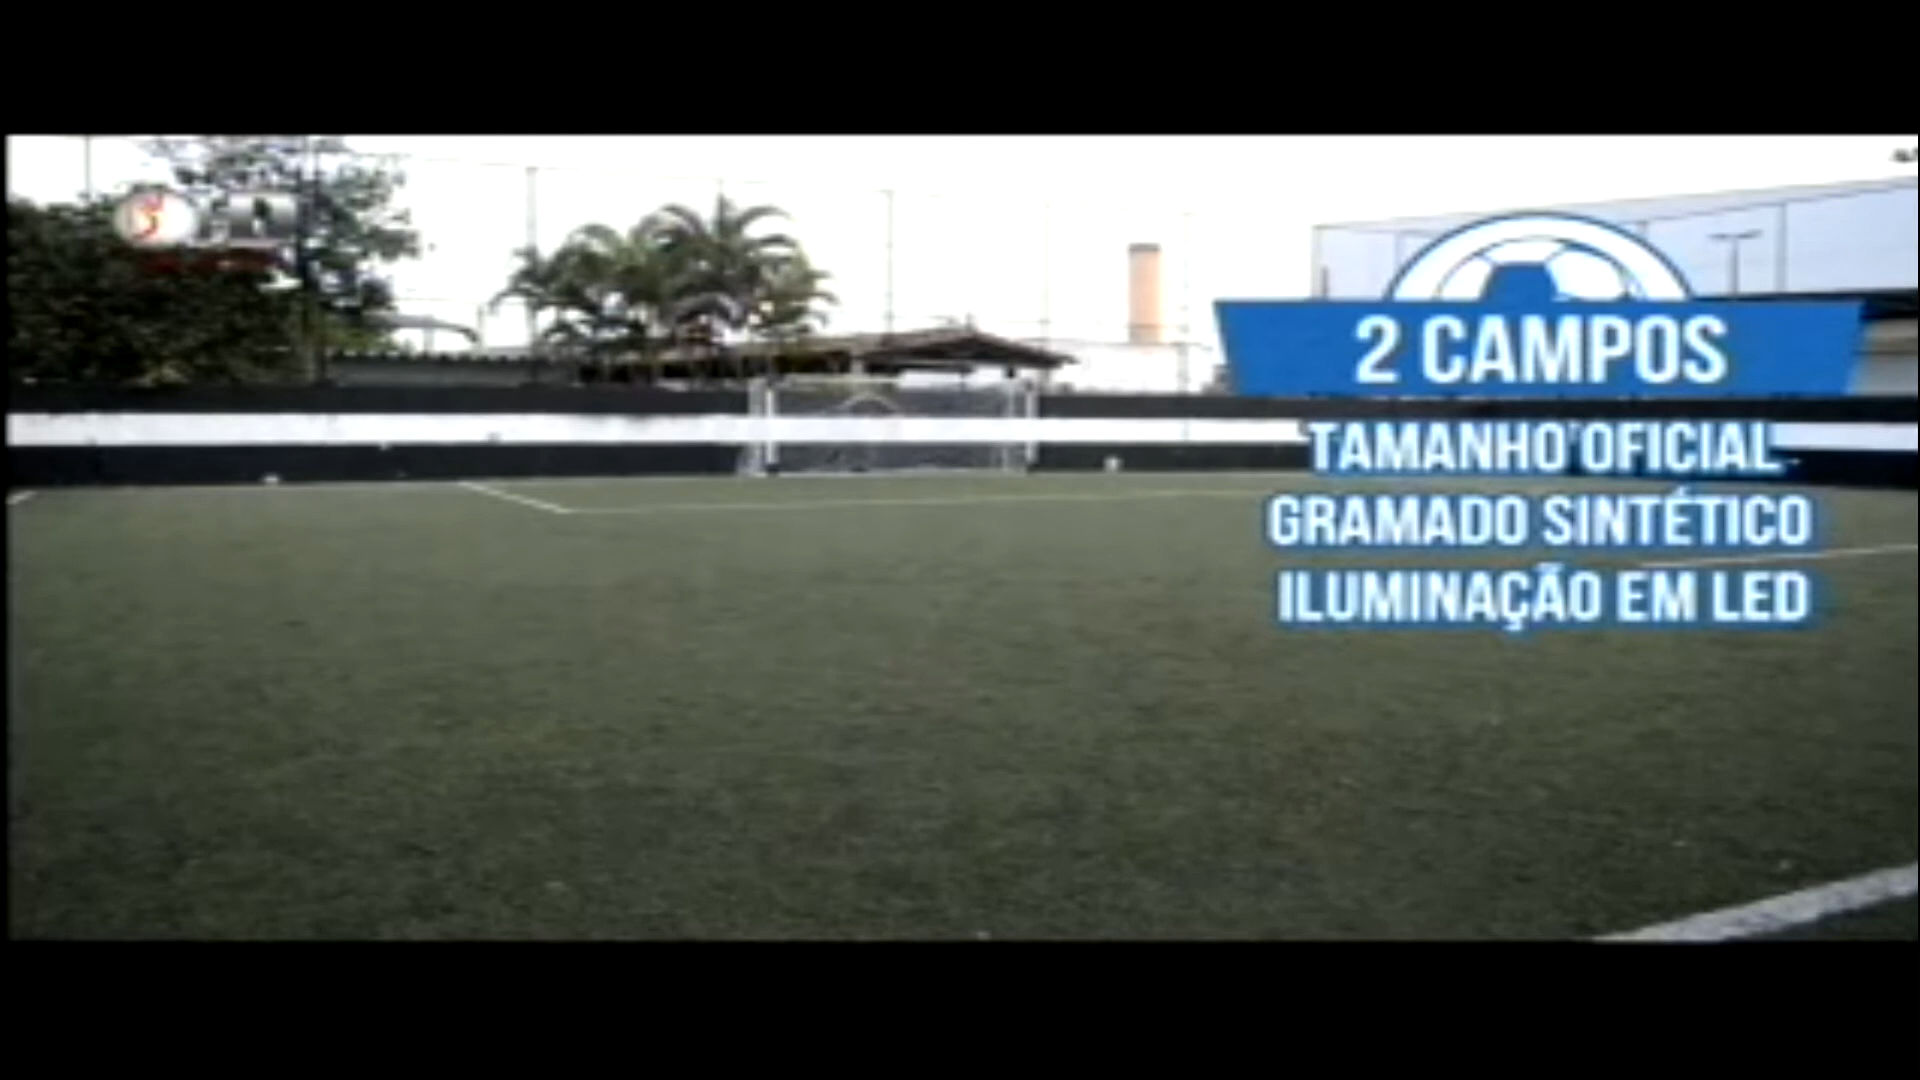 2 CAMPOS
TAMANHO OFICIAL
GRAMADO SINTÉTICO
ILUMINAÇÃO EM LED